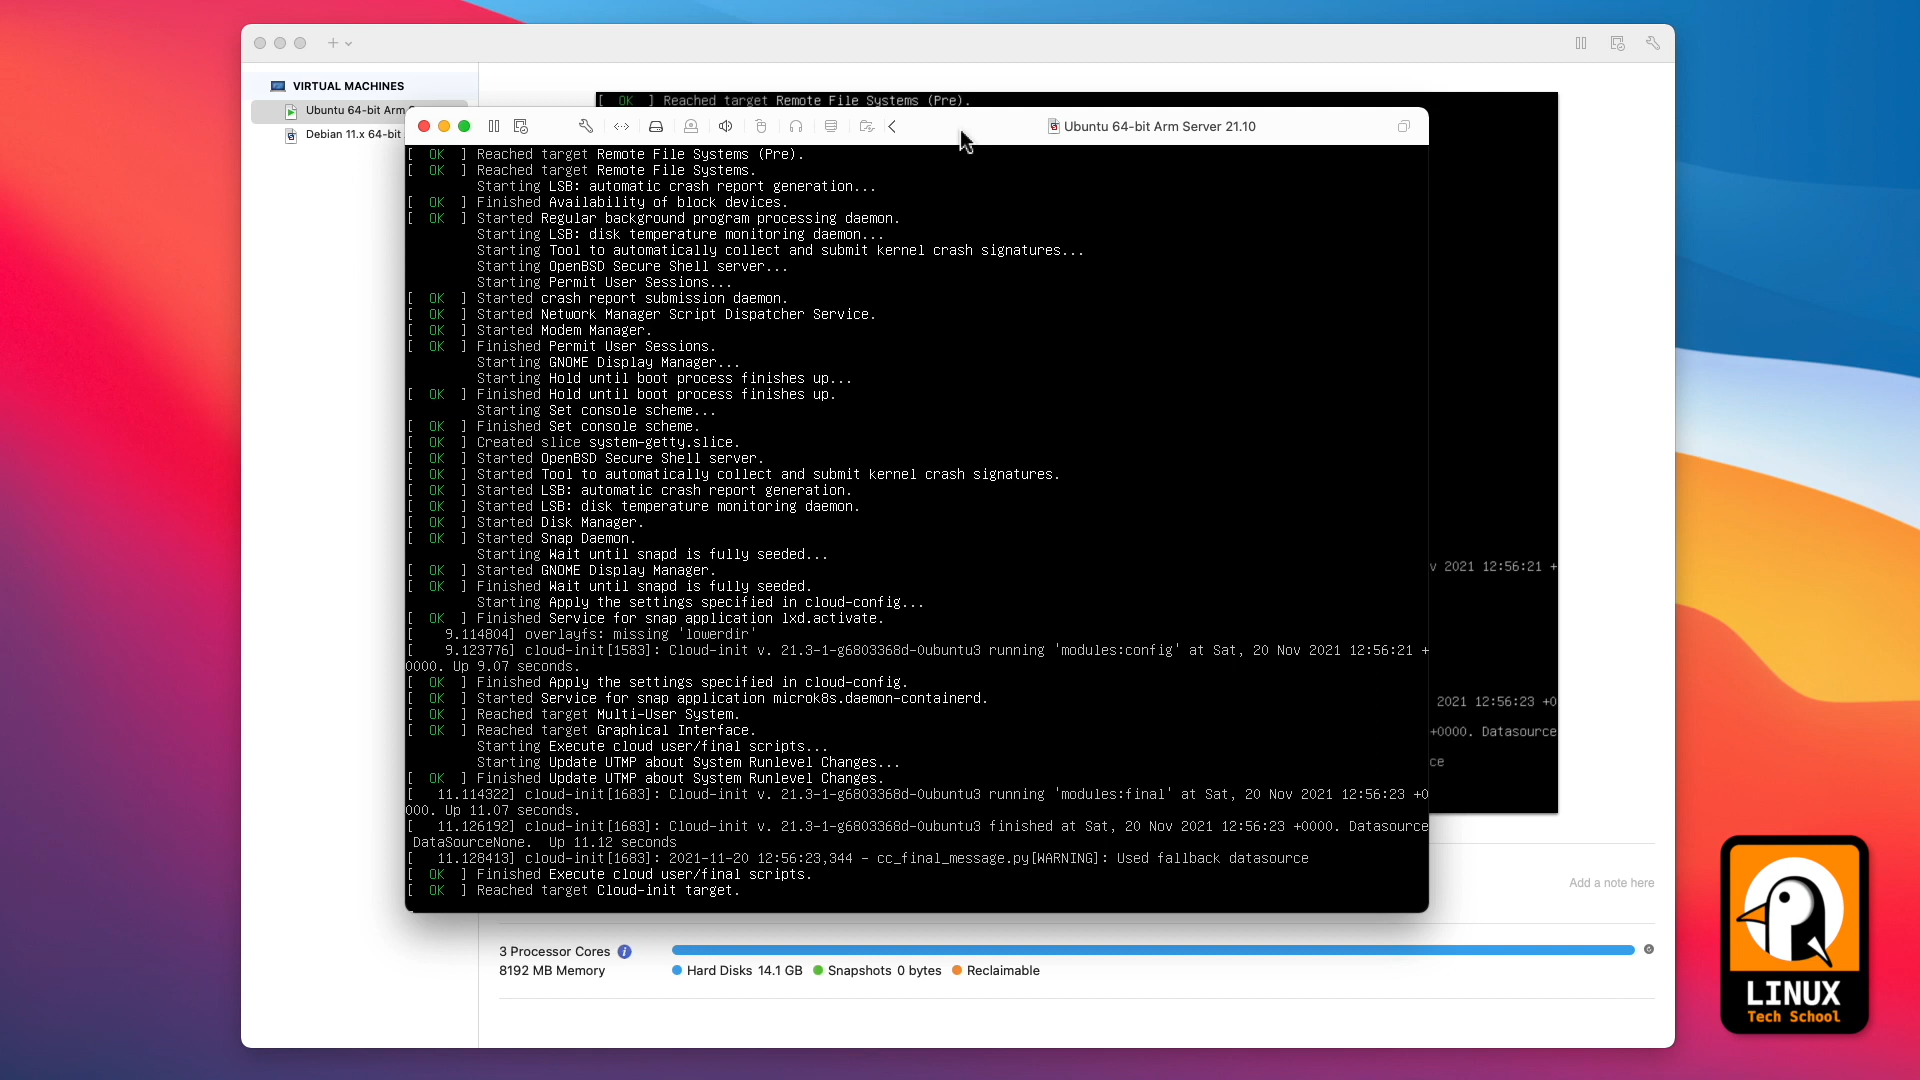 VIRTUAL MACHINES
Ubuntu 64-bit Arm
Debian 11.x 64-bit
[ OK ] Reached target Remote File Systems (Pre).
Ubuntu 64-bit Arm Server 21.10
[ OK ] Reached target Remote File Systems (Pre).
[ OK ] Reached target Remote File Systems.
Starting LSB: automatic crash report generation...
[ OK ] Finished Availability of block devices.
[ OK ] Started Regular background program processing daemon.
Starting LSB: disk temperature monitoring daemon...
Starting Tool to automatically collect and submit kernel crash signatures...
Starting OpenBSD Secure Shell server...
Starting Permit User Sessions...
[ OK ] Started crash report submission daemon.
[ OK ] Started Network Manager Script Dispatcher Service.
[ OK ] Started Modem Manager.
[ OK ] Finished Permit User Sessions.
Starting GNOME Display Manager...
Starting Hold until boot process finishes up...
[ OK ] Finished Hold until boot process finishes up.
Starting Set console scheme...
[ OK ] Finished Set console scheme.
[ OK ] Created slice system-getty.slice.
[ OK ] Started OpenBSD Secure Shell server.
[ OK ] Started Tool to automatically collect and submit kernel crash signatures.
[ OK ] Started LSB: automatic crash report generation.
[ OK ] Started LSB: disk temperature monitoring daemon.
[ OK ] Started Disk Manager.
[ OK ] Started Snap Daemon.
Starting Wait until snapd is fully seeded...
[ OK ] Started GNOME Display Manager.
[ OK ] Finished Wait until snapd is fully seeded.
Starting Apply the settings specified in cloud-config...
[ OK ] Finished Service for snap application lxd.activate.
[ 9.114804] overlayfs: missing 'lowerdir'
[ 9.123776] cloud-init[1583]: Cloud-init v. 21.3-1-g6803368d-0ubuntu3 running 'modules:config' at Sat, 20 Nov 2021 12:56:21 +
0000. Up 9.07 seconds.
[ OK ] Finished Apply the settings specified in cloud-config.
[ OK ] Started Service for snap application microk8s.daemon-containerd.
[ OK ] Reached target Multi-User System.
[ OK ] Reached target Graphical Interface.
Starting Execute cloud user/final scripts...
Starting Update UTMP about System Runlevel Changes...
[ OK ] Finished Update UTMP about System Runlevel Changes.
[ 11.114322] cloud-init[1683]: Cloud-init v. 21.3-1-g6803368d-0ubuntu3 running 'modules:final' at Sat, 20 Nov 2021 12:56:23 +0
000. Up 11.07 seconds.
[ 11.126192] cloud-init[1683]: Cloud-init v. 21.3-1-g6803368d-0ubuntu3 finished at Sat, 20 Nov 2021 12:56:23 +0000. Datasource
DataSourceNone. Up 11.12 seconds
[ 11.128413] cloud-init[1683]: 2021-11-20 12:56:23,344 - cc_final_message.py[WARNING]: Used fallback datasource
[ OK ] Finished Execute cloud user/final scripts.
[ OK ] Reached target Cloud-init target.
v 2021 12:56:21 +
2021 12:56:23 +0
+0000. Datasource
ce
Add a note here
3 Processor Cores
8192 MB Memory
Hard Disks 14.1 GB Snapshots 0 bytes Reclaimable
LINUX
Tech School